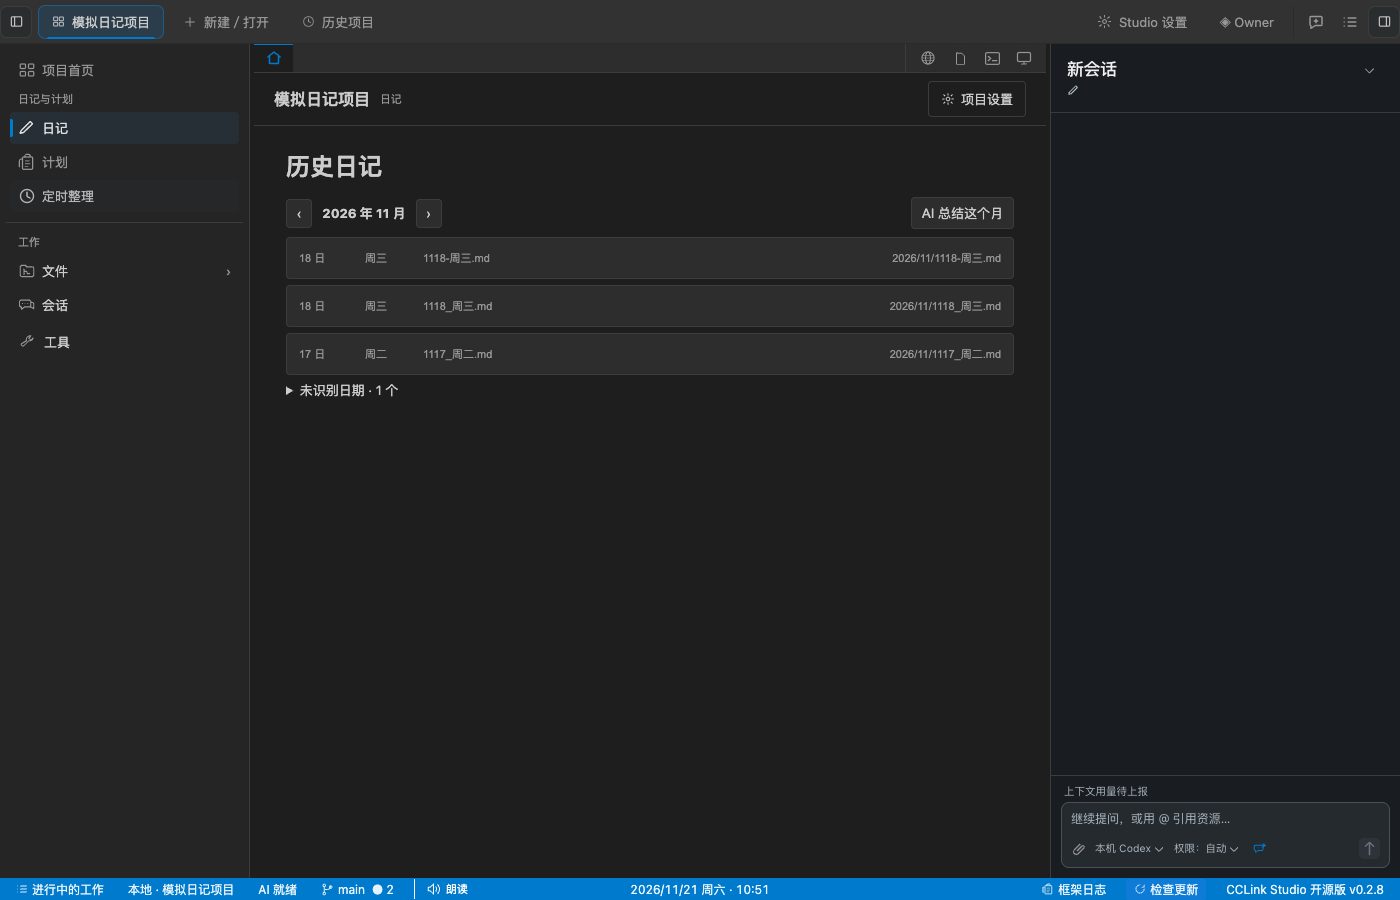 模拟日记项目
新建 / 打开
历史项目
Studio 设置
Owner
项目首页
日记与计划
日记
计划
定时整理
工作
文件
会话
工具
模拟日记项目 日记
项目设置
历史日记
‹ 2026 年 11 月 ›
AI 总结这个月
18 日 周三 1118-周三.md 2026/11/1118-周三.md
18 日 周三 1118_周三.md 2026/11/1118_周三.md
17 日 周二 1117_周二.md 2026/11/1117_周二.md
未识别日期 · 1 个
新会话
上下文用量待上报
继续提问，或用 @ 引用资源...
本机 Codex 权限：自动
进行中的工作 本地 · 模拟日记项目 AI 就绪 main 2 朗读 2026/11/21 周六 · 10:51 框架日志 检查更新 CCLink Studio 开源版 v0.2.8